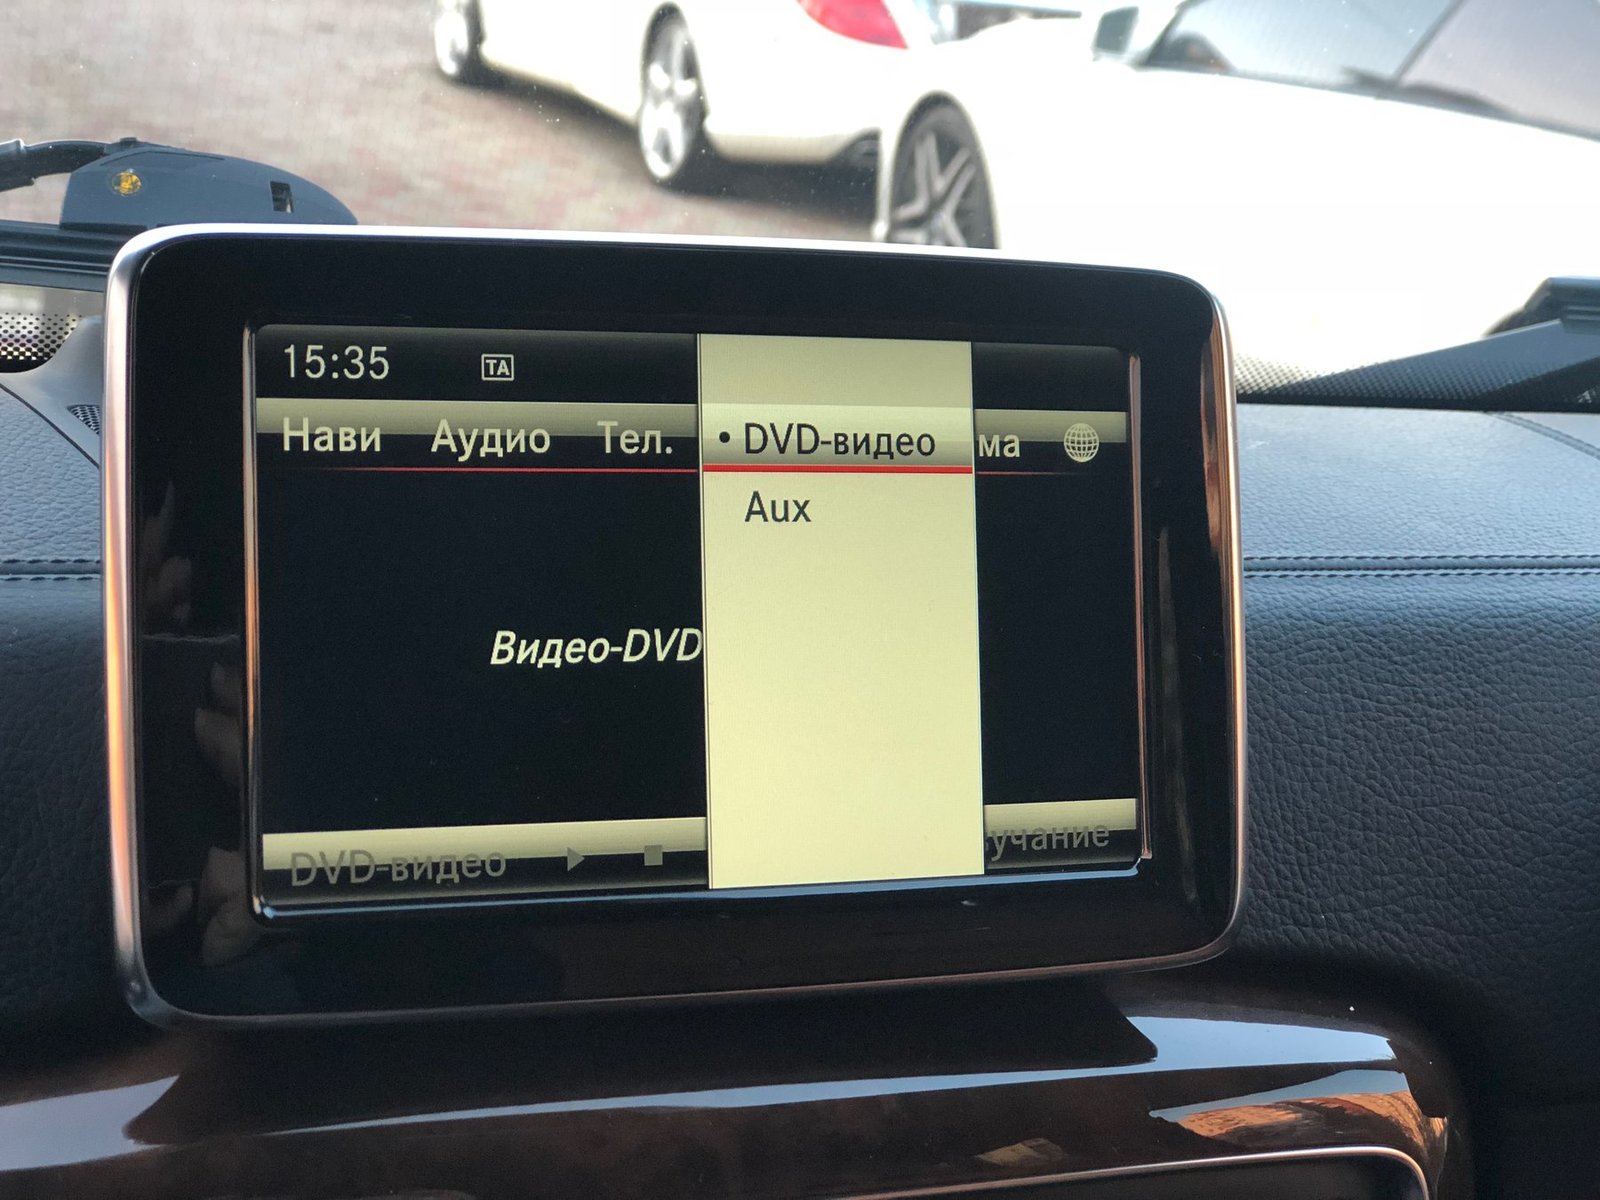 15:35 TA
Нави Аудио Тел. • DVD-видео ма
Aux
Видео-DVD
DVD-видео учание